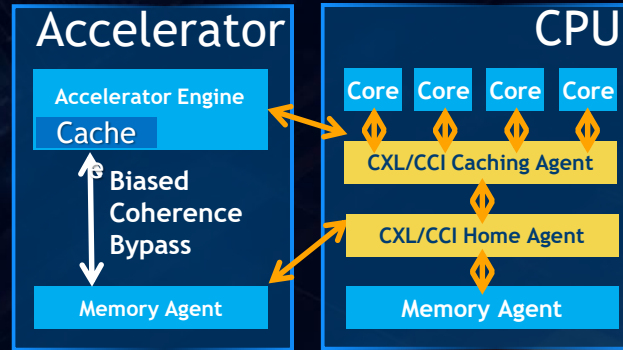 Accelerator
Accelerator Engine
Cache
e
Biased
Coherence
Bypass
Memory Agent
CPU
Core Core Core Core
CXL/CCI Caching Agent
CXL/CCI Home Agent
Memory Agent